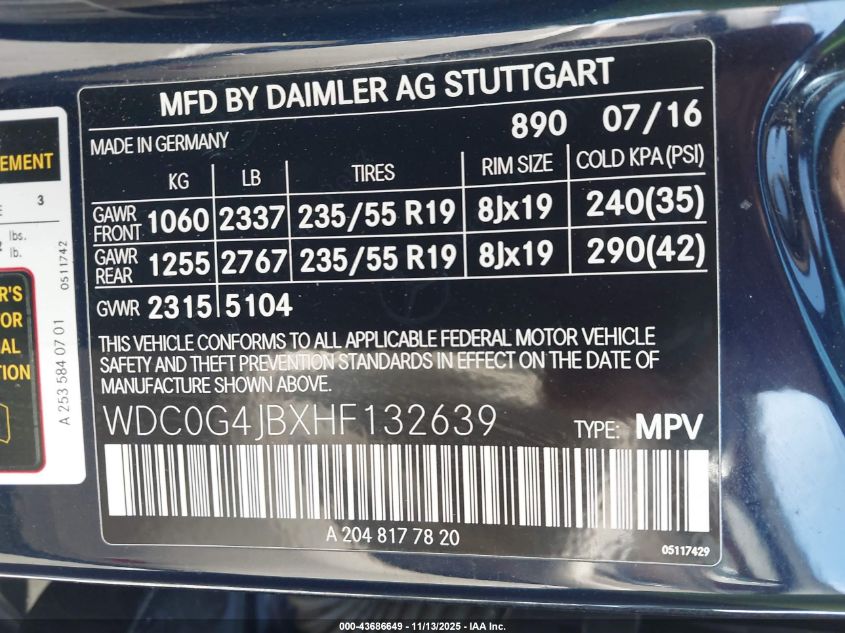 MFD BY DAIMLER AG STUTTGART
MADE IN GERMANY 890 07/16
KG LB TIRES RIM SIZE COLD KPA (PSI)
GAWR FRONT 1060 2337 235/55 R19 8Jx19 240(35)
GAWR REAR 1255 2767 235/55 R19 8Jx19 290(42)
GVWR 2315 5104
THIS VEHICLE CONFORMS TO ALL APPLICABLE FEDERAL MOTOR VEHICLE
SAFETY AND THEFT PREVENTION STANDARDS IN EFFECT ON THE DATE OF
MANUFACTURE SHOWN ABOVE.
WDC0G4JBXHF132639 TYPE: MPV
A 204 817 78 20
05117429
3
lbs.
lb.
0511742
A 253 584 07 01
000-43686649 - 11/13/2025 - IAA Inc.